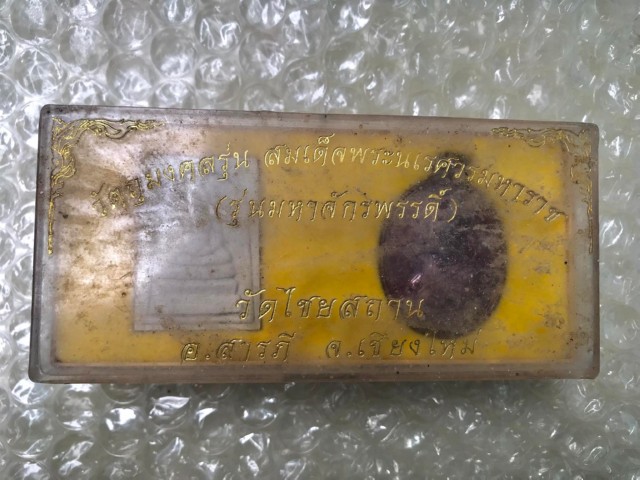 วัตถุมงคลรุ่น สมเด็จพระนเรศวรมหาราช
(รุ่นมหาสักรพรรดิ์)
วัดไชยสถาน
อ.สารภี จ.เชียงใหม่